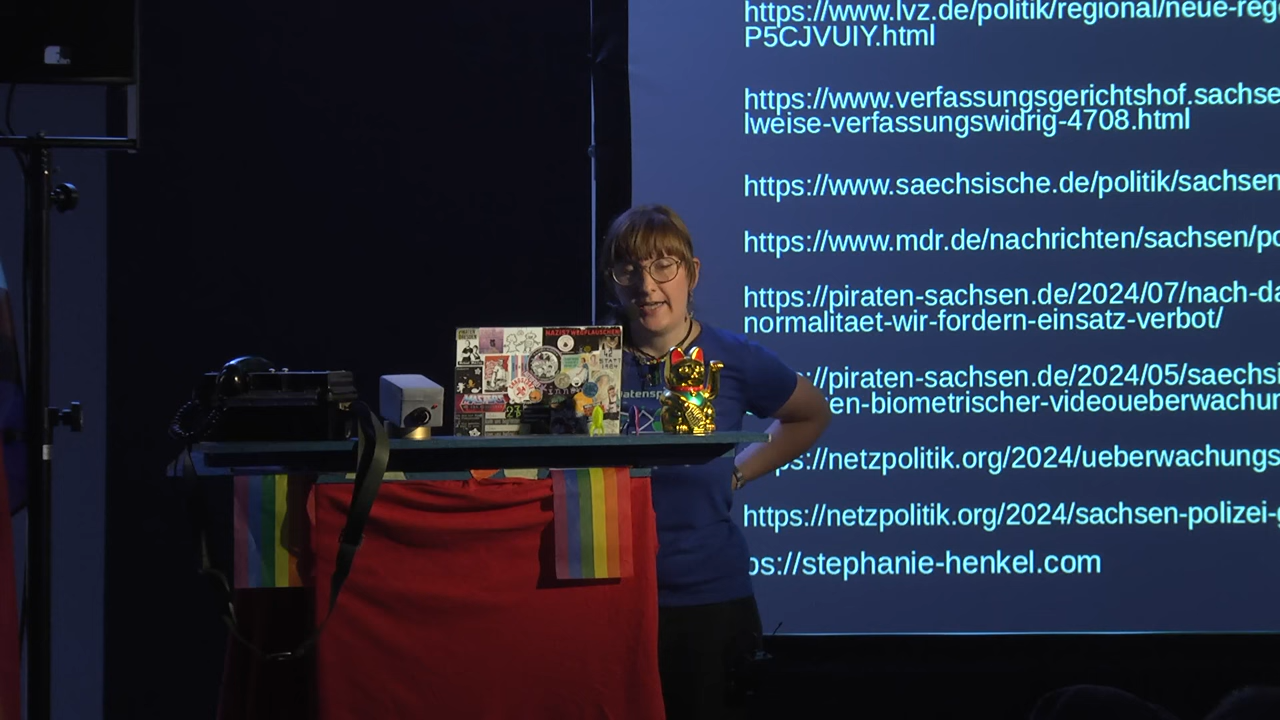 https://www.lvz.de/politik/regional/neue-reg
P5CJVUIY.html
https://www.verfassungsgerichtshof.sachse
lweise-verfassungswidrig-4708.html
https://www.saechsische.de/politik/sachsen
https://www.mdr.de/nachrichten/sachsen/po
https://piraten-sachsen.de/2024/07/nach-da
normalitaet-wir-fordern-einsatz-verbot/
://piraten-sachsen.de/2024/05/saechsi
en-biometrischer-videoueberwachur
ps://netzpolitik.org/2024/ueberwachungs
https://netzpolitik.org/2024/sachsen-polizei-
ps://stephanie-henkel.com
NAZIS WEGFLAUSCHEN
Datensp